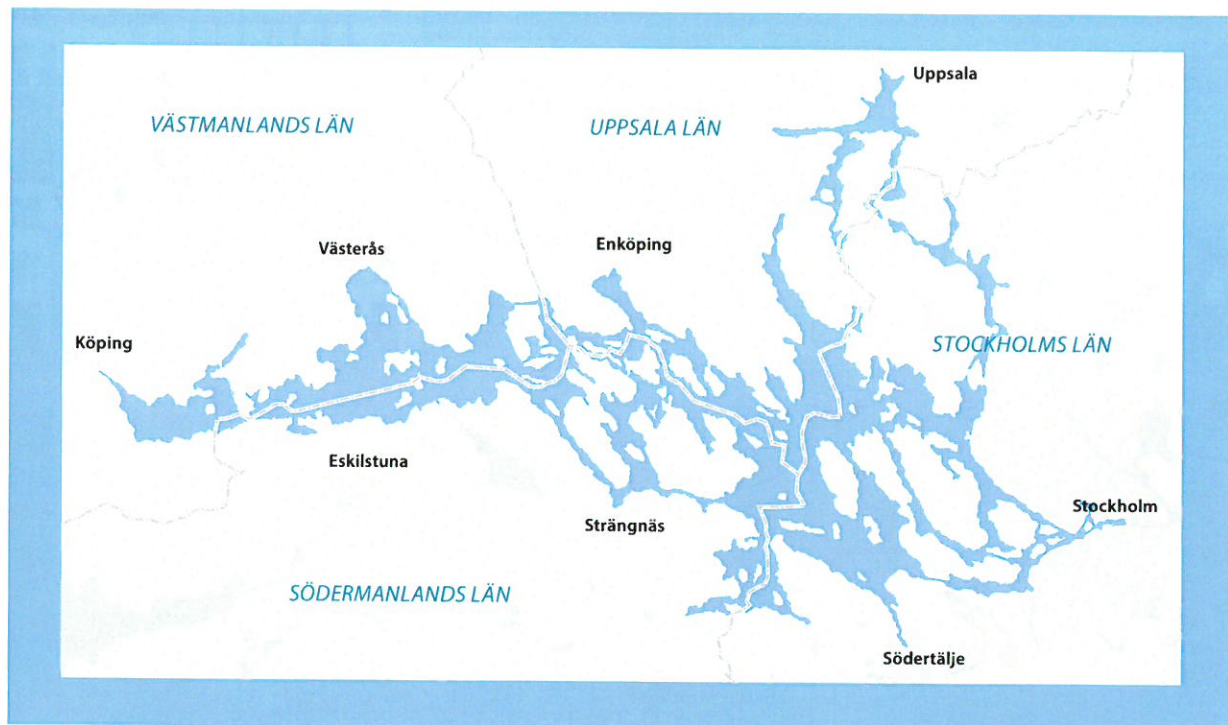 Uppsala
VÄSTMANLANDS LÄN
UPPSALA LÄN
Västerås
Enköping
Köping
STOCKHOLMS LÄN
Eskilstuna
Strängnäs
Stockholm
SÖDERMANLANDS LÄN
Södertälje